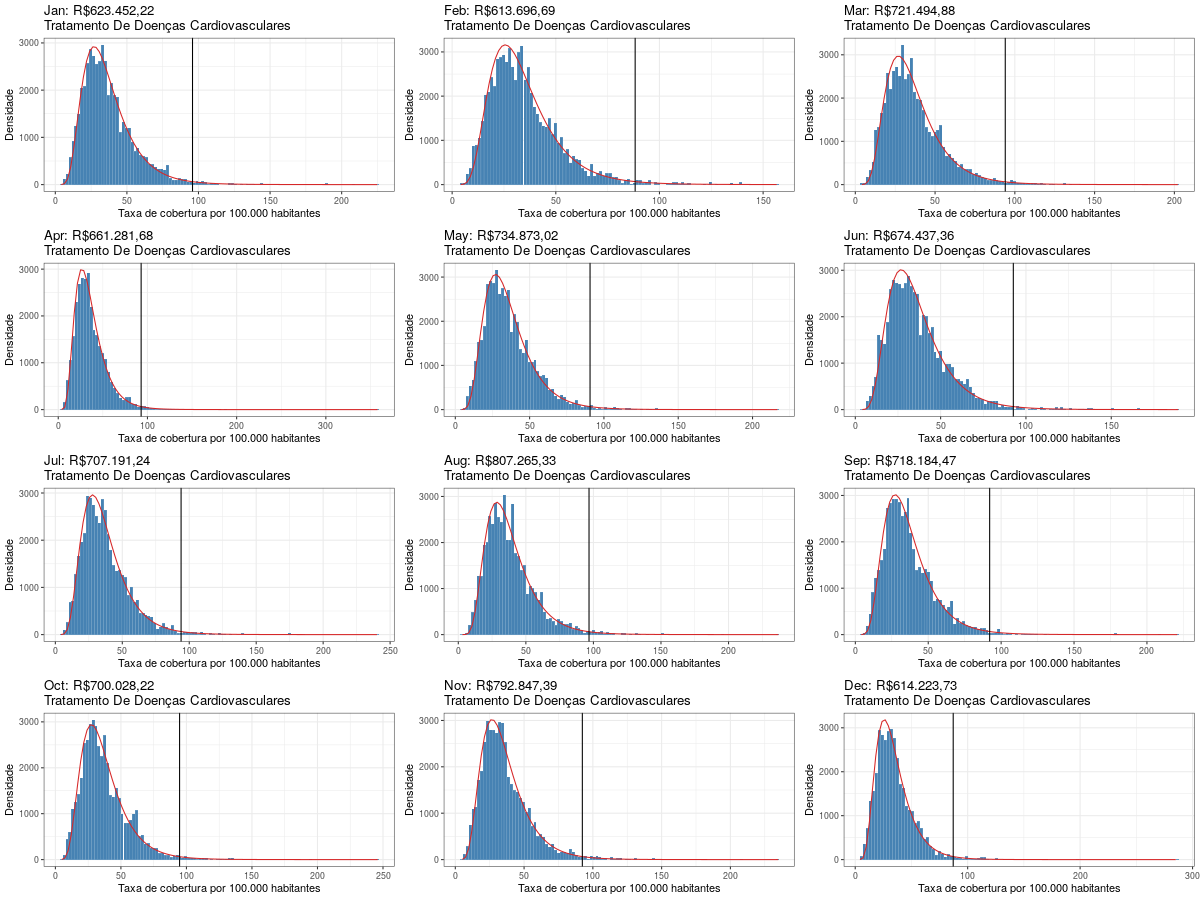 Jan: R$623.452,22
Tratamento De Doenças Cardiovasculares
Densidade
3000
2000
1000
0
0 50 100 150 200
Taxa de cobertura por 100.000 habitantes
Feb: R$613.696,69
Tratamento De Doenças Cardiovasculares
Densidade
3000
2000
1000
0
0 50 100 150
Taxa de cobertura por 100.000 habitantes
Mar: R$721.494,88
Tratamento De Doenças Cardiovasculares
Densidade
3000
2000
1000
0
0 50 100 150 200
Taxa de cobertura por 100.000 habitantes
Apr: R$661.281,68
Tratamento De Doenças Cardiovasculares
Densidade
3000
2000
1000
0
0 100 200 300
Taxa de cobertura por 100.000 habitantes
May: R$734.873,02
Tratamento De Doenças Cardiovasculares
Densidade
3000
2000
1000
0
0 50 100 150 200
Taxa de cobertura por 100.000 habitantes
Jun: R$674.437,36
Tratamento De Doenças Cardiovasculares
Densidade
3000
2000
1000
0
0 50 100 150
Taxa de cobertura por 100.000 habitantes
Jul: R$707.191,24
Tratamento De Doenças Cardiovasculares
Densidade
3000
2000
1000
0
0 50 100 150 200 250
Taxa de cobertura por 100.000 habitantes
Aug: R$807.265,33
Tratamento De Doenças Cardiovasculares
Densidade
3000
2000
1000
0
0 50 100 150 200
Taxa de cobertura por 100.000 habitantes
Sep: R$718.184,47
Tratamento De Doenças Cardiovasculares
Densidade
3000
2000
1000
0
0 50 100 150 200
Taxa de cobertura por 100.000 habitantes
Oct: R$700.028,22
Tratamento De Doenças Cardiovasculares
Densidade
3000
2000
1000
0
0 50 100 150 200 250
Taxa de cobertura por 100.000 habitantes
Nov: R$792.847,39
Tratamento De Doenças Cardiovasculares
Densidade
3000
2000
1000
0
0 50 100 150 200
Taxa de cobertura por 100.000 habitantes
Dec: R$614.223,73
Tratamento De Doenças Cardiovasculares
Densidade
3000
2000
1000
0
0 100 200 300
Taxa de cobertura por 100.000 habitantes